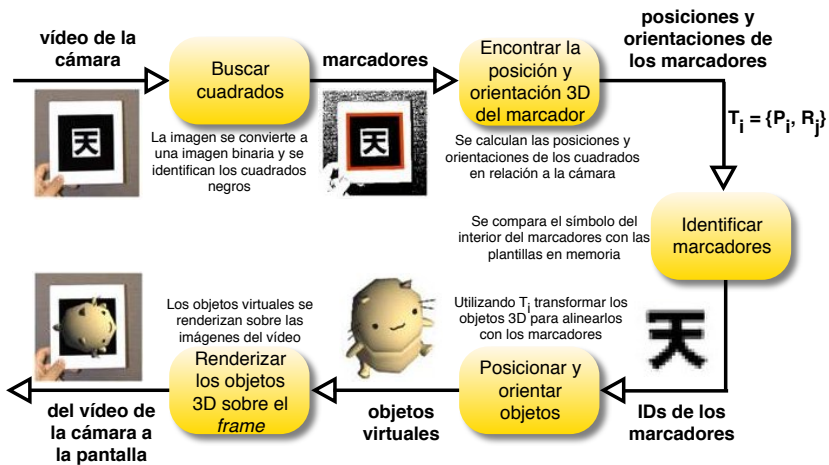 vídeo de la
cámara
Buscar
cuadrados
marcadores
Encontrar la
posición y
orientación 3D
del marcador
posiciones y
orientaciones de
los marcadores
天
La imagen se convierte a
una imagen binaria y se
identifican los cuadrados
negros
天
Se calculan las posiciones y
orientaciones de los cuadrados
en relación a la cámara
Ti = {Pi, Rj}
Se compara el símbolo del
interior del marcadores con las
plantillas en memoria
Identificar
marcadores
Los objetos virtuales se
renderizan sobre las
imágenes del vídeo
Utilizando Ti transformar los
objetos 3D para alinearlos
con los marcadores
天
Renderizar
los objetos
3D sobre el
frame
Posicionar y
orientar
objetos
del vídeo de
la cámara a
la pantalla
objetos
virtuales
IDs de los
marcadores